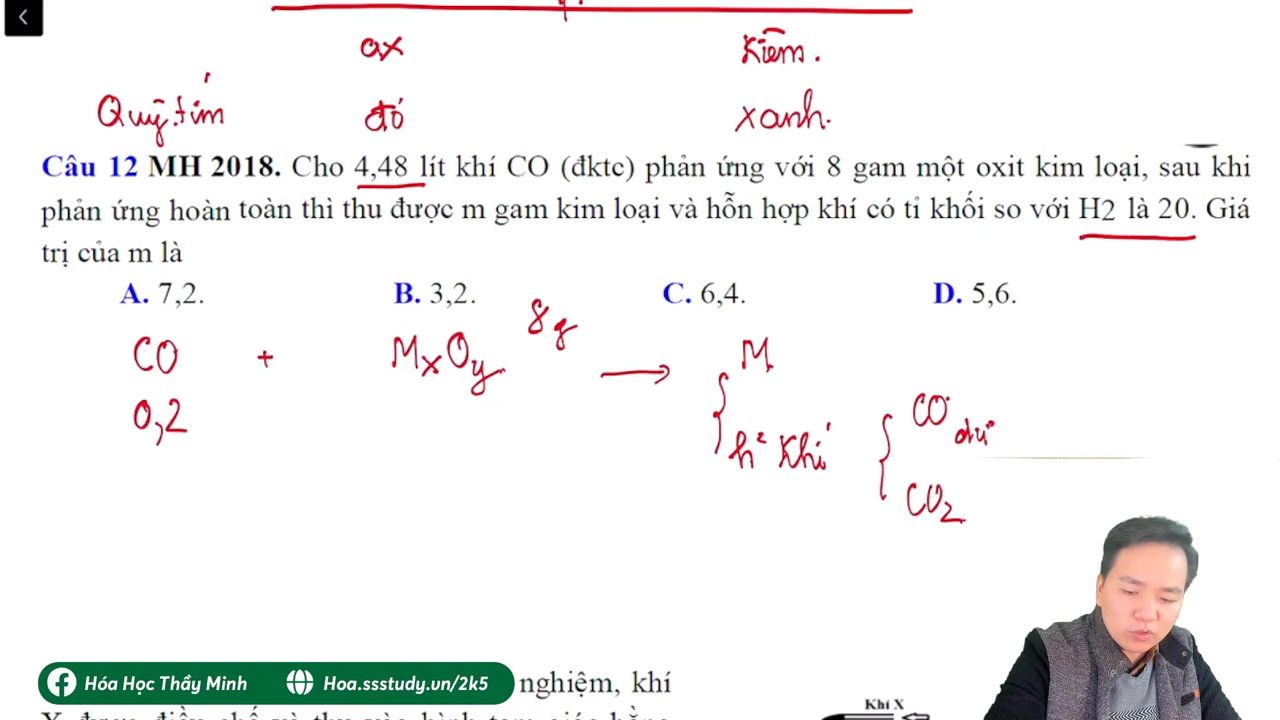 ax kiềm.
Quỳ tím đỏ xanh.
Câu 12 MH 2018. Cho 4,48 lít khí CO (đktc) phản ứng với 8 gam một oxit kim loại, sau khi
phản ứng hoàn toàn thì thu được m gam kim loại và hỗn hợp khí có tỉ khối so với H2 là 20. Giá
trị của m là
A. 7,2. B. 3,2. C. 6,4. D. 5,6.
8g
CO + MxOy → M
0,2
h² khí
CO dư
CO2
Hóa Học Thầy Minh Hoa.ssstudy.vn/2k5 nghiệm, khí
Khí X